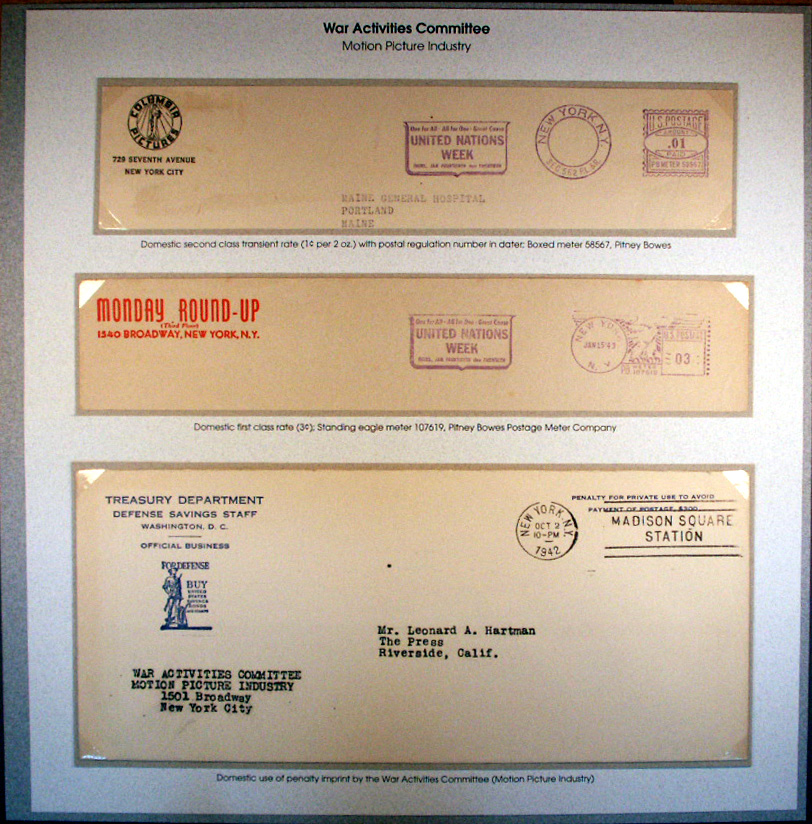 War Activities Committee
Motion Picture Industry
COLUMBIA
PICTURES
729 SEVENTH AVENUE
NEW YORK CITY
One for All - All for One - Great Cause
UNITED NATIONS
WEEK
NEW YORK, N.Y.
SEC. 562 P.L.&R.
U.S. POSTAGE
AMOUNT
.01
PAID
PB METER 58567
MAINE GENERAL HOSPITAL
PORTLAND
MAINE
Domestic second class transient rate (1¢ per 2 oz.) with postal regulation number in dater; Boxed meter 58567, Pitney Bowes
MONDAY ROUND-UP
(Third Floor)
1540 BROADWAY, NEW YORK, N.Y.
One for All - All for One - Great Cause
UNITED NATIONS
WEEK
NEW YORK
JAN 15 '43
N. Y.
U.S. POSTAGE
03
PB METER
107619
Domestic first class rate (3¢); Standing eagle meter 107619, Pitney Bowes Postage Meter Company
TREASURY DEPARTMENT
DEFENSE SAVINGS STAFF
WASHINGTON, D. C.
OFFICIAL BUSINESS
FOR DEFENSE
BUY
UNITED
STATES
SAVINGS
BONDS
AND STAMPS
PENALTY FOR PRIVATE USE TO AVOID
PAYMENT OF POSTAGE, $300
NEW YORK, N.Y.
OCT 2
10-PM
1942
MADISON SQUARE
STATION
Mr. Leonard A. Hartman
The Press
Riverside, Calif.
WAR ACTIVITIES COMMITTEE
MOTION PICTURE INDUSTRY
1501 Broadway
New York City
Domestic use of penalty imprint by the War Activities Committee (Motion Picture Industry)